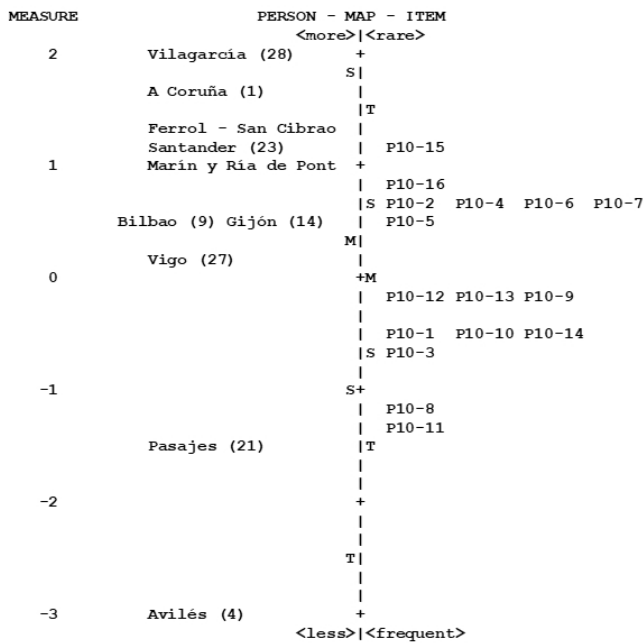 MEASURE PERSON - MAP - ITEM
<more>|<rare>
2 Vilagarcía (28) +
S|
A Coruña (1) |
|T
Ferrol - San Cibrao |
Santander (23) | P10-15
1 Marín y Ría de Pont +
| P10-16
|S P10-2 P10-4 P10-6 P10-7
Bilbao (9) Gijón (14) | P10-5
M|
Vigo (27) |
0 +M
| P10-12 P10-13 P10-9
|
| P10-1 P10-10 P10-14
|S P10-3
|
-1 S+
| P10-8
| P10-11
Pasajes (21) |T
|
|
-2 +
|
|
T|
|
|
-3 Avilés (4) +
<less>|<frequent>